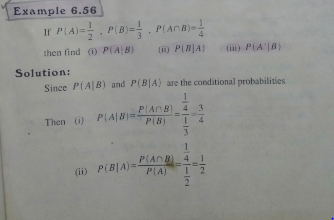 Example 6.56
If P(A)=1/2 , P(B)=1/3 , P(A∩B)=1/4
then find (i) P(A|B) (ii) P(B|A) (iii) P(A'|B)
Solution:
Since P(A|B) and P(B|A) are the conditional probabilities
Then (i) P(A|B)=P(A∩B)/P(B)=(1/4)/(1/3)=3/4
(ii) P(B|A)=P(A∩B)/P(A)=(1/4)/(1/2)=1/2